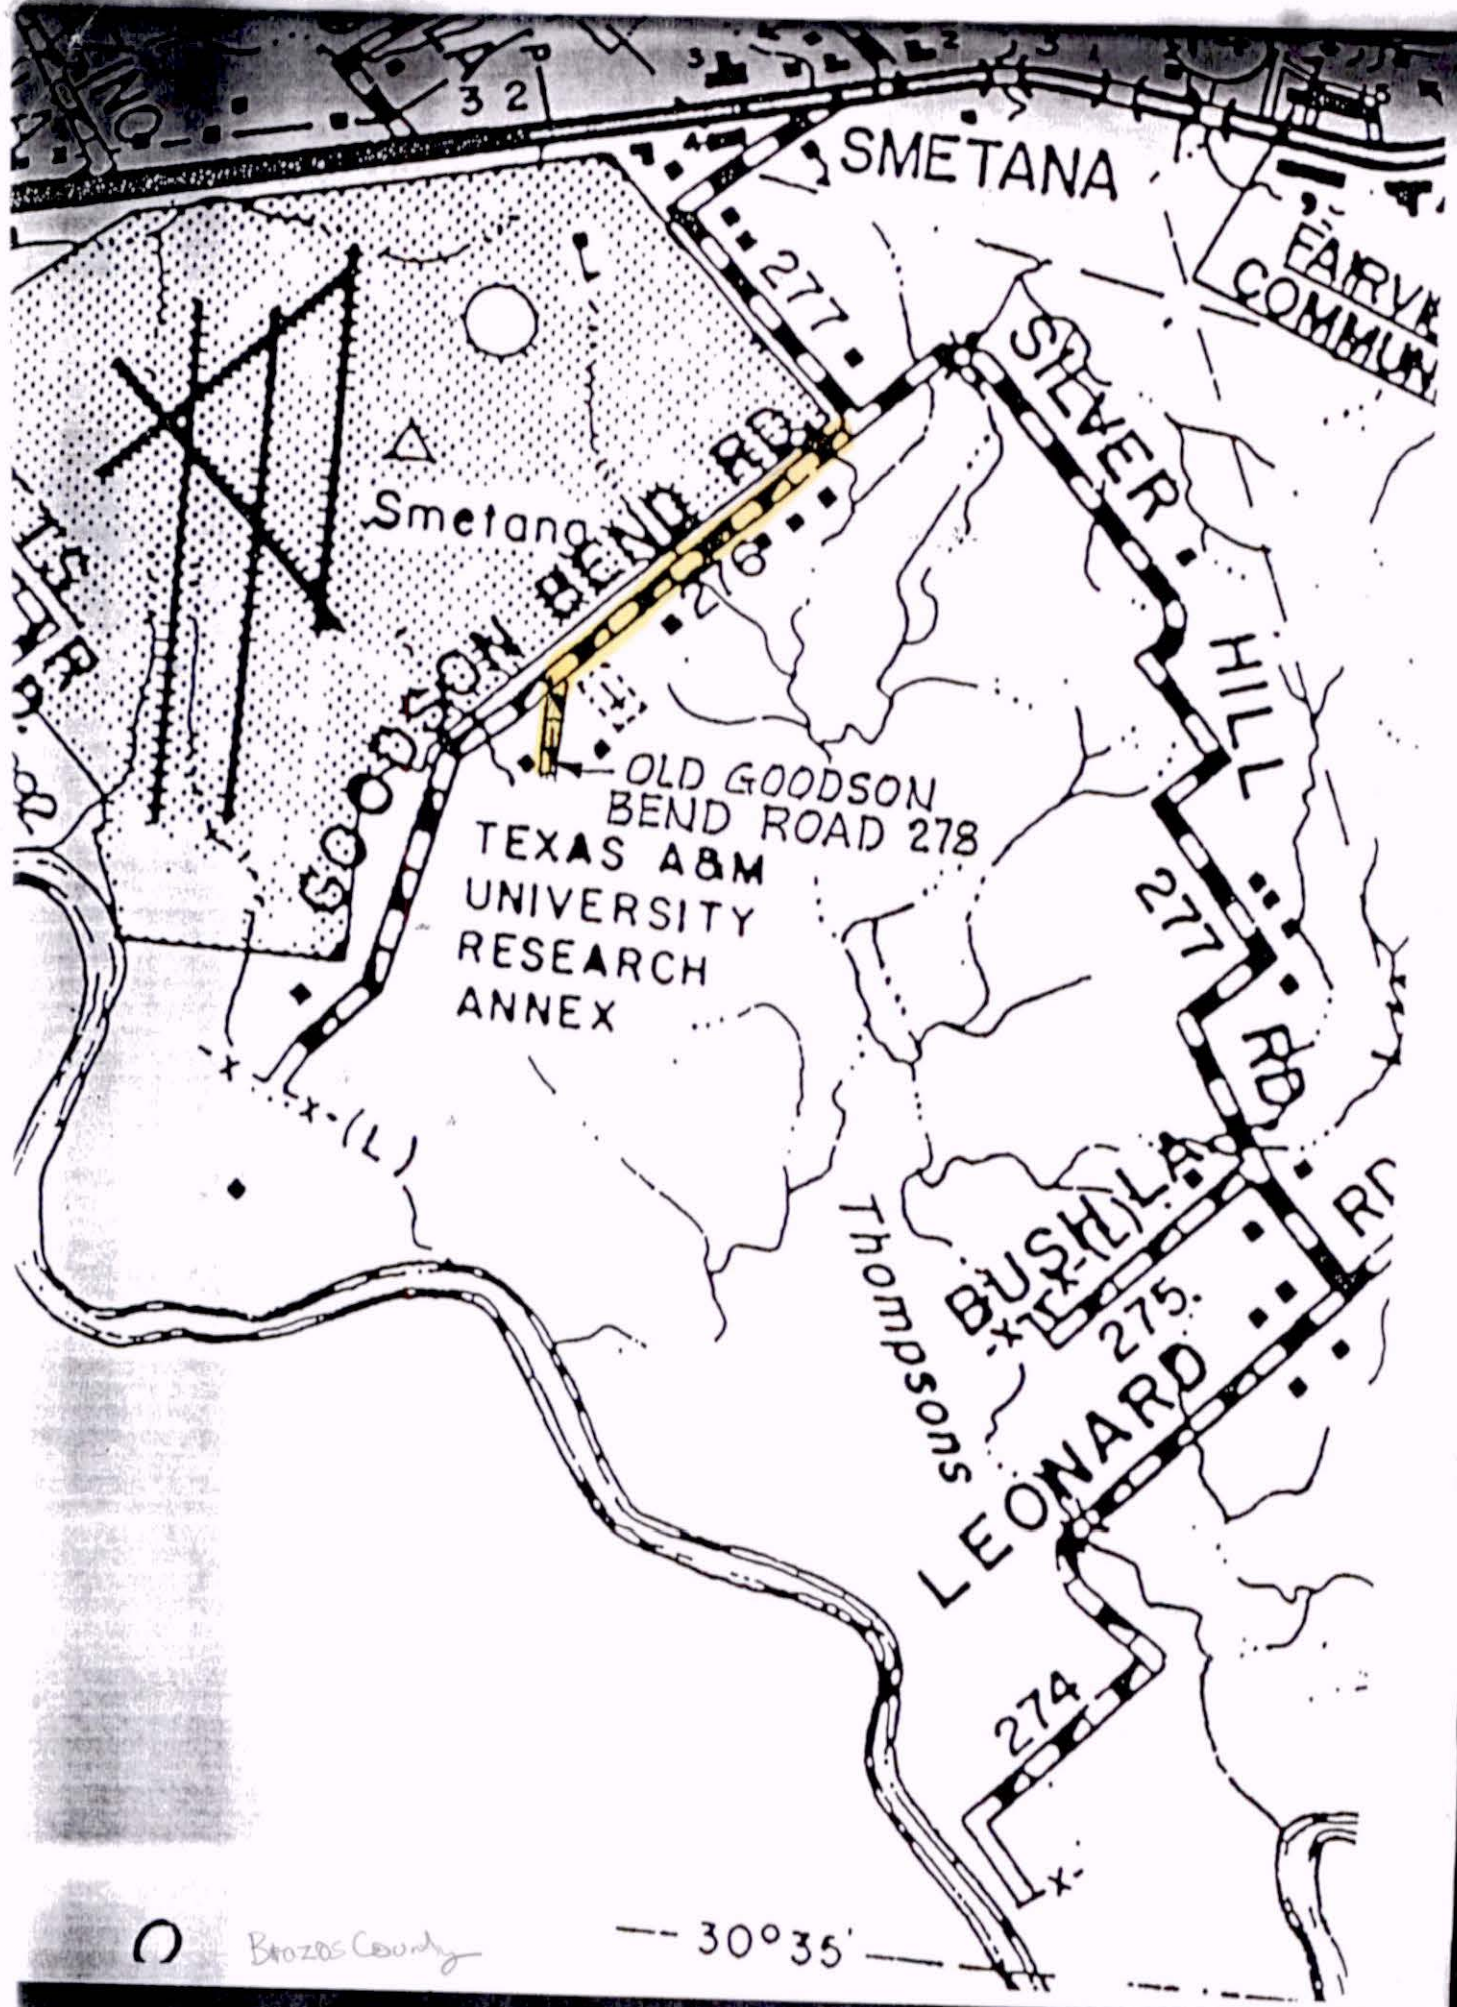 32
SMETANA
277
FAIRV
COMMUN
SILVER
HILL
RD
Smetana
GOODSON BEND RD
276
OLD GOODSON
BEND ROAD 278
TEXAS A&M
UNIVERSITY
RESEARCH
ANNEX
277
-x
x-(L)
BUSH LA
RD
-x
x-(L)
275
Thompsons
LEONARD
274
x-
Brazos County
30°35'